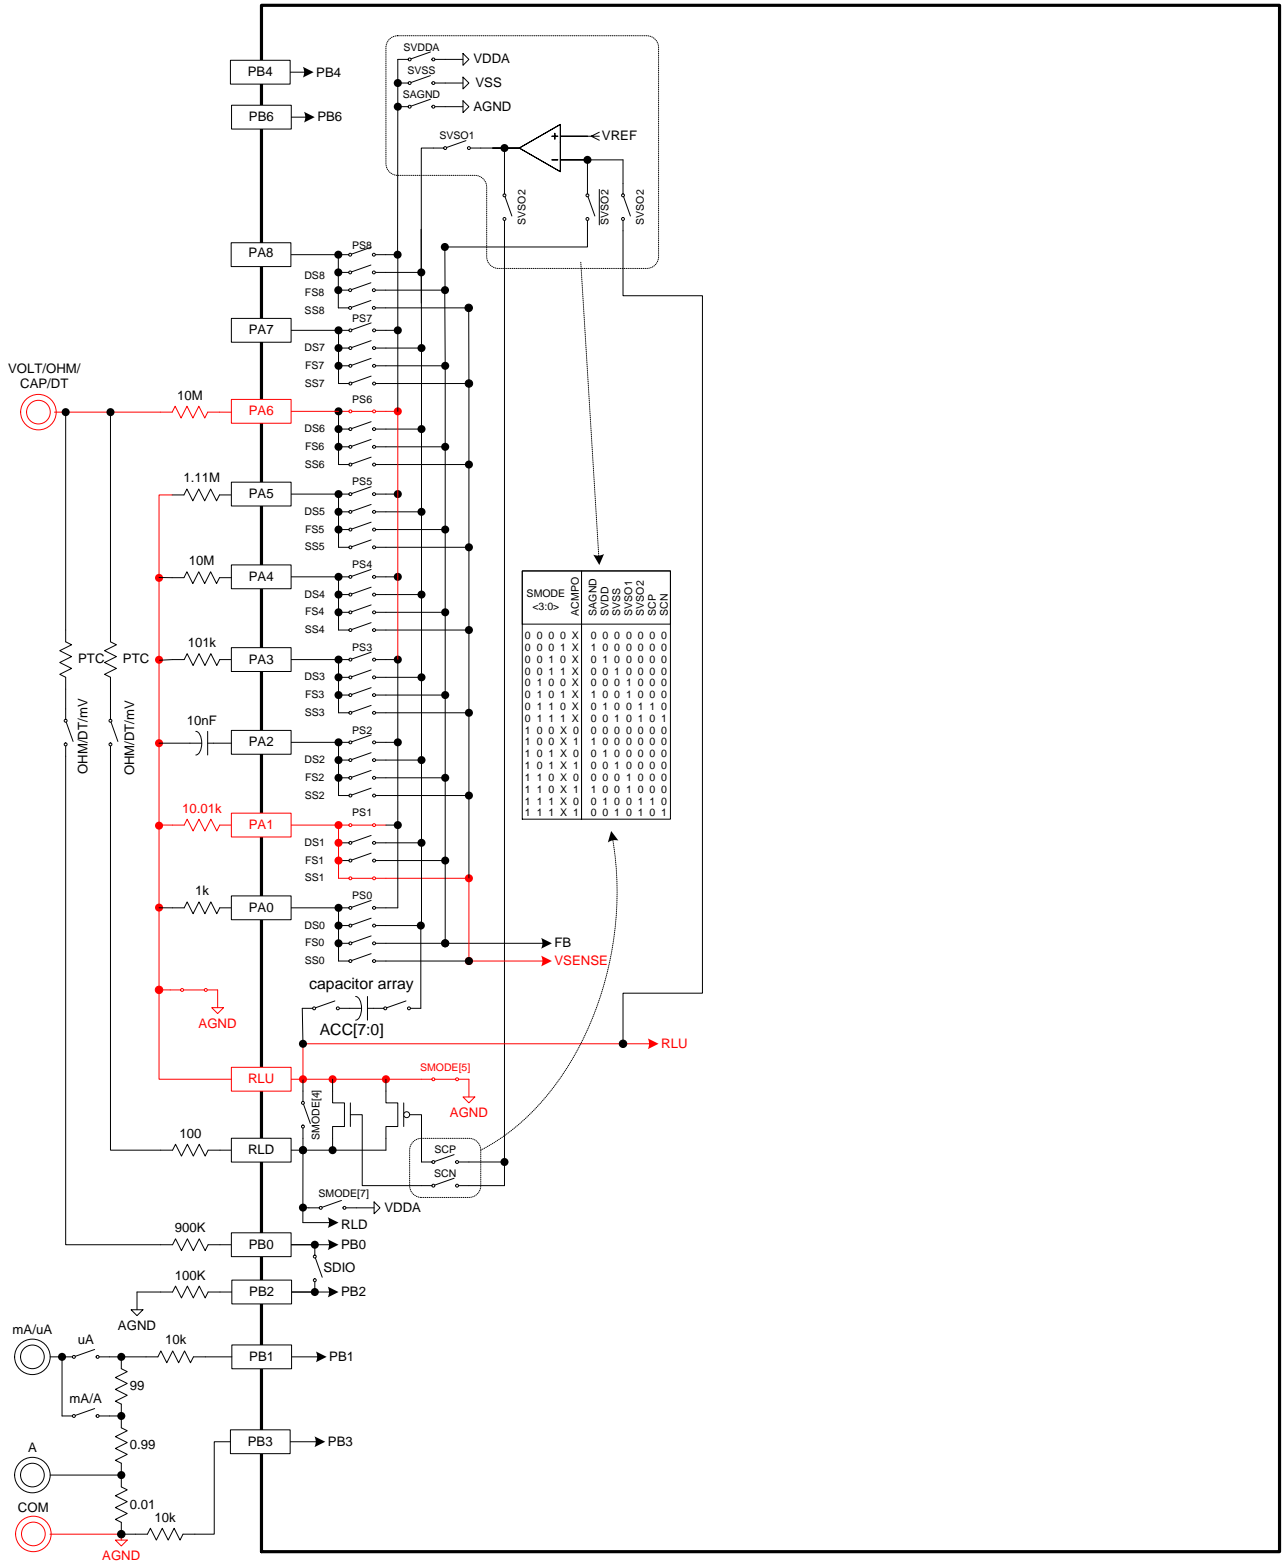 SVDDA
VDDA
SVSS
VSS
SAGND
AGND
PB4
PB4
PB6
PB6
SVSO1
VREF
+
−
SVSO2
SVSO2
SVSO2
PA8
PS8
DS8
FS8
SS8
PA7
PS7
DS7
FS7
SS7
VOLT/OHM/
CAP/DT
10M
PA6
PS6
DS6
FS6
SS6
1.11M
PA5
PS5
DS5
FS5
SS5
10M
PA4
PS4
DS4
FS4
SS4
101k
PA3
PS3
DS3
FS3
SS3
PTC
PTC
OHM/DT/mV
OHM/DT/mV
10nF
PA2
PS2
DS2
FS2
SS2
10.01k
PA1
PS1
DS1
FS1
SS1
1k
PA0
PS0
DS0
FS0
SS0
FB
VSENSE
SMODE
<3:0>
ACMPO
SAGND
SVDD
SVSS
SVSO1
SVSO2
SCP
SCN
0 0 0 0 X 0 0 0 0 0 0 0
0 0 0 1 X 1 0 0 0 0 0 0
0 0 1 0 X 0 1 0 0 0 0 0
0 0 1 1 X 0 0 1 0 0 0 0
0 1 0 0 X 0 0 0 1 0 0 0
0 1 0 1 X 1 0 0 1 0 0 0
0 1 1 0 X 0 1 0 0 1 1 0
0 1 1 1 X 0 0 1 0 1 0 1
1 0 0 X 0 0 0 0 0 0 0 0
1 0 0 X 1 1 0 0 0 0 0 0
1 0 1 X 0 0 1 0 0 0 0 0
1 0 1 X 1 0 0 1 0 0 0 0
1 1 0 X 0 0 0 0 1 0 0 0
1 1 0 X 1 1 0 0 1 0 0 0
1 1 1 X 0 0 1 0 0 1 1 0
1 1 1 X 1 0 0 1 0 1 0 1
capacitor array
ACC[7:0]
AGND
RLU
RLU
SMODE[5]
AGND
SMODE[4]
100
RLD
SCP
SCN
SMODE[7]
VDDA
RLD
900K
PB0
PB0
SDIO
100K
PB2
PB2
AGND
mA/uA
uA
10k
PB1
PB1
99
mA/A
0.99
PB3
PB3
A
0.01
COM
10k
AGND